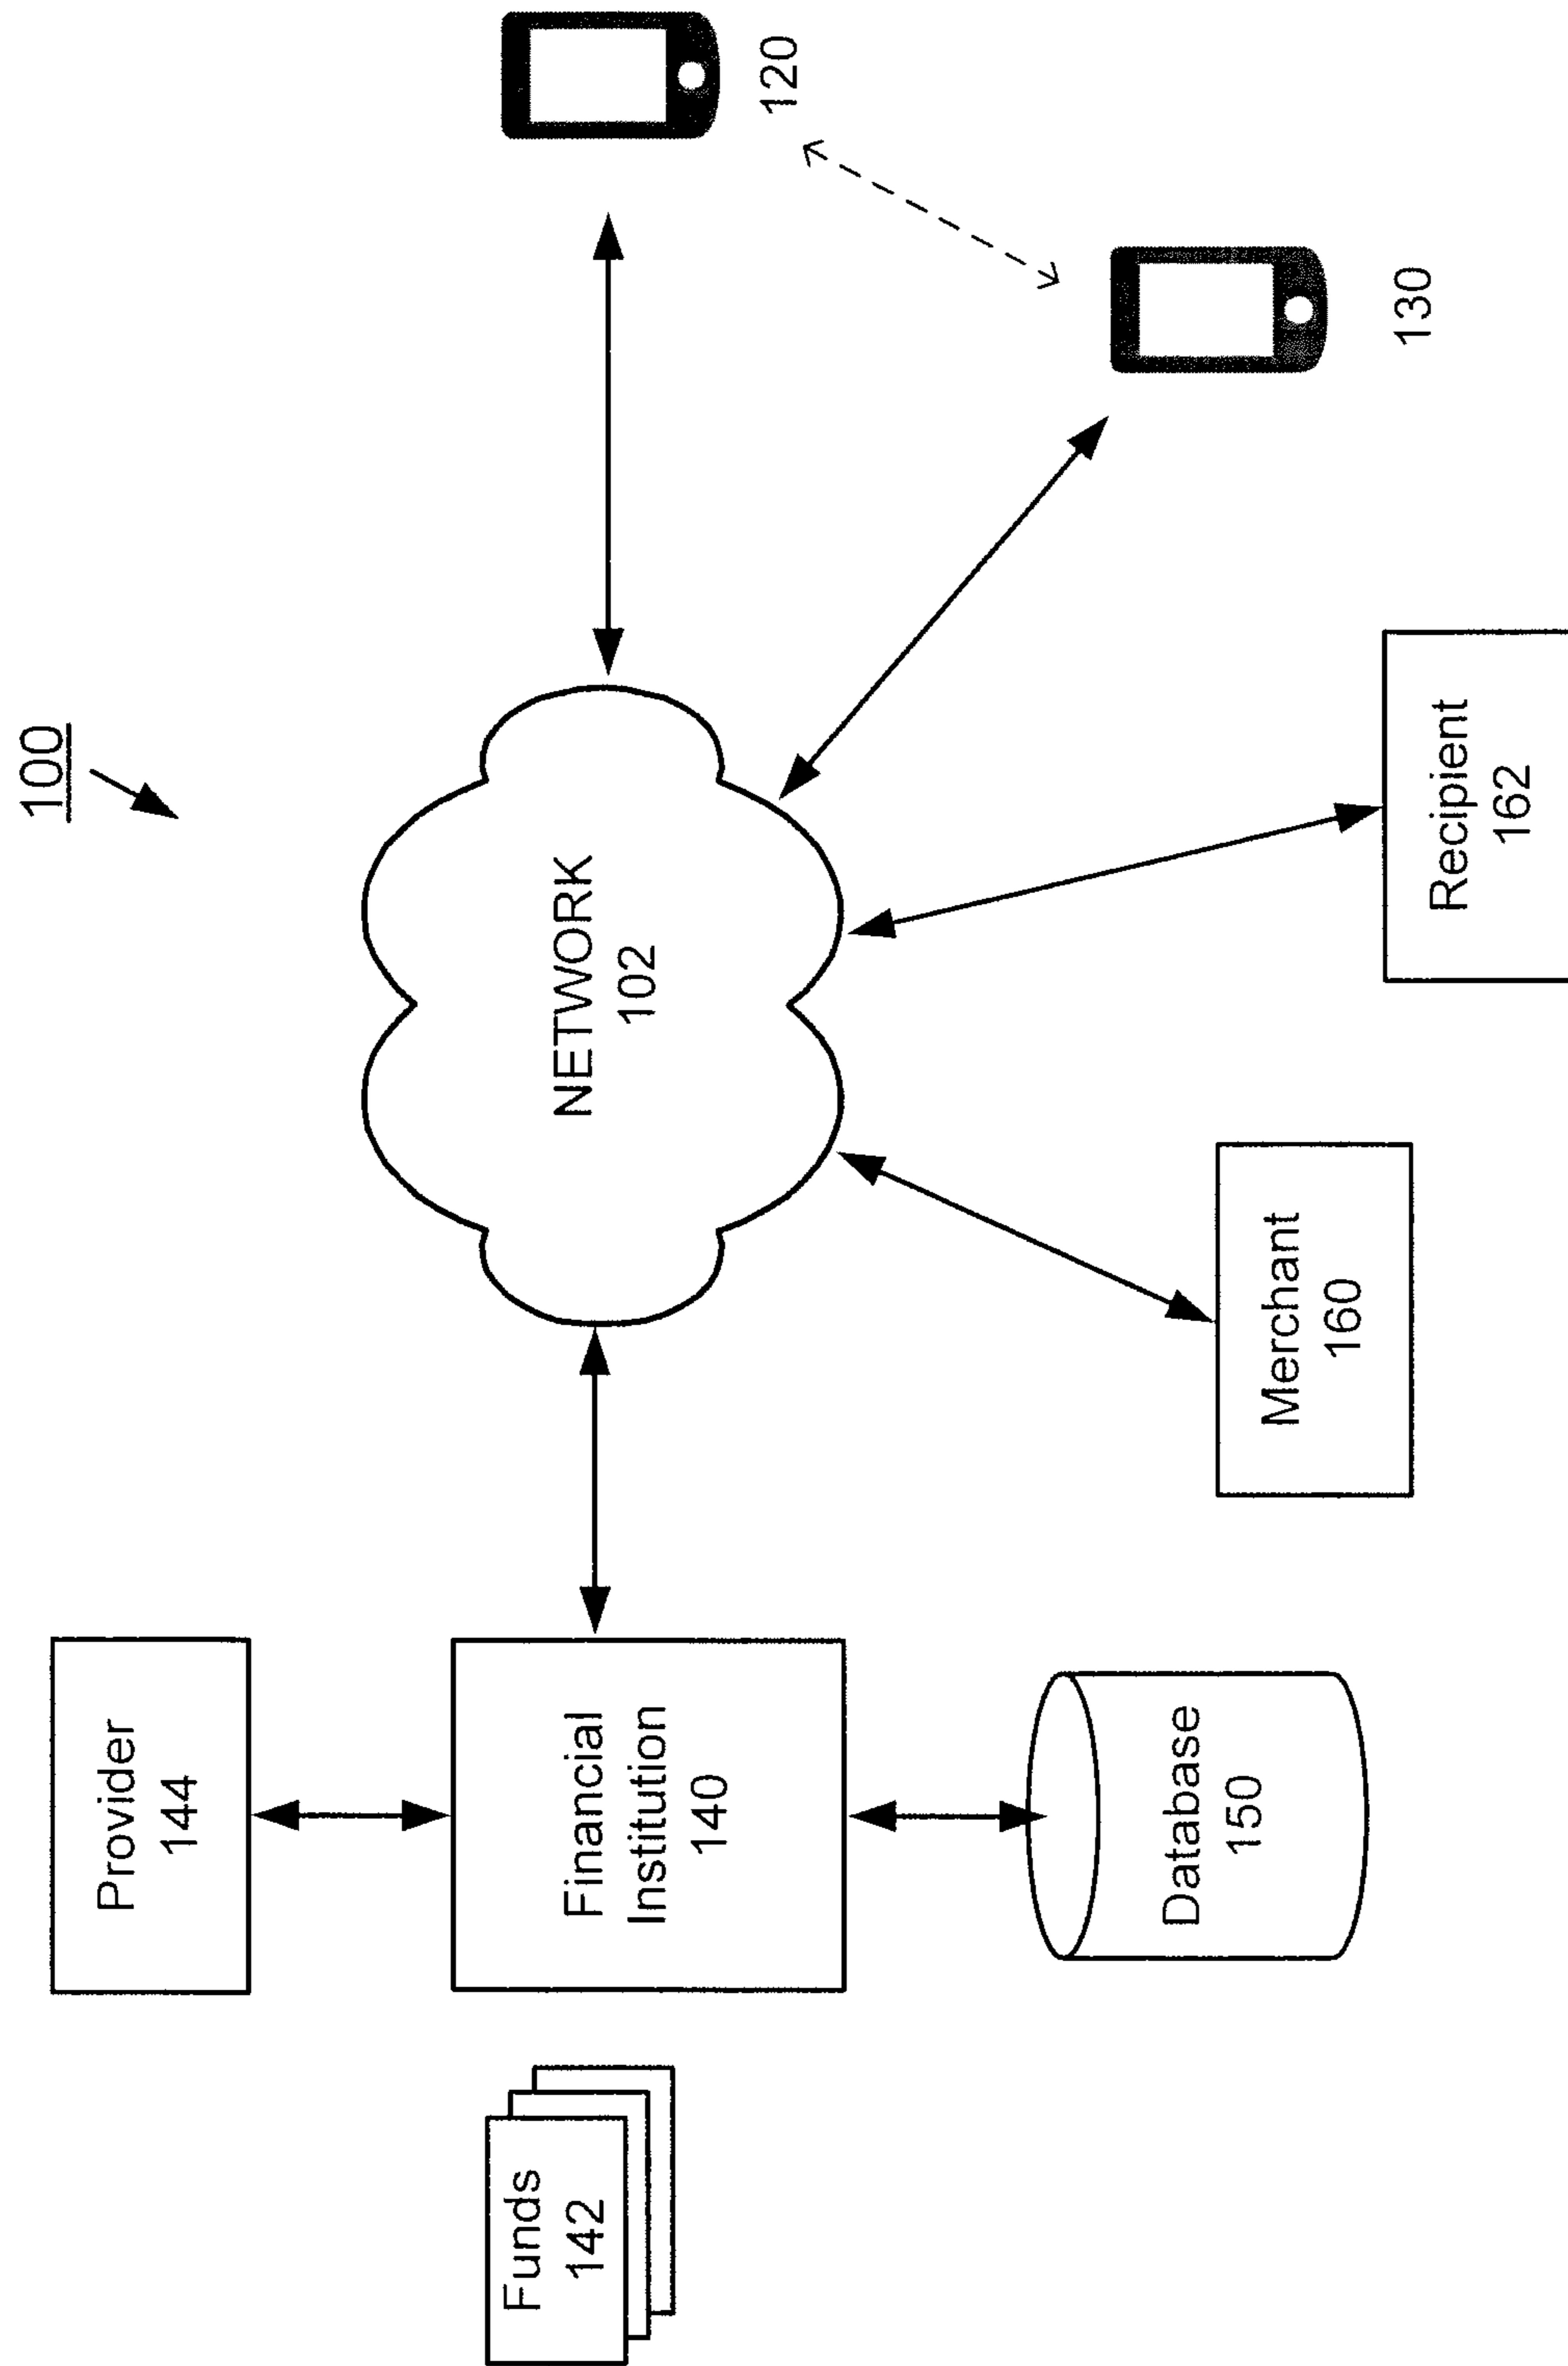 100
Provider
144
Funds
142
Financial
Institution
140
NETWORK
102
120
130
Database
150
Merchant
160
Recipient
162